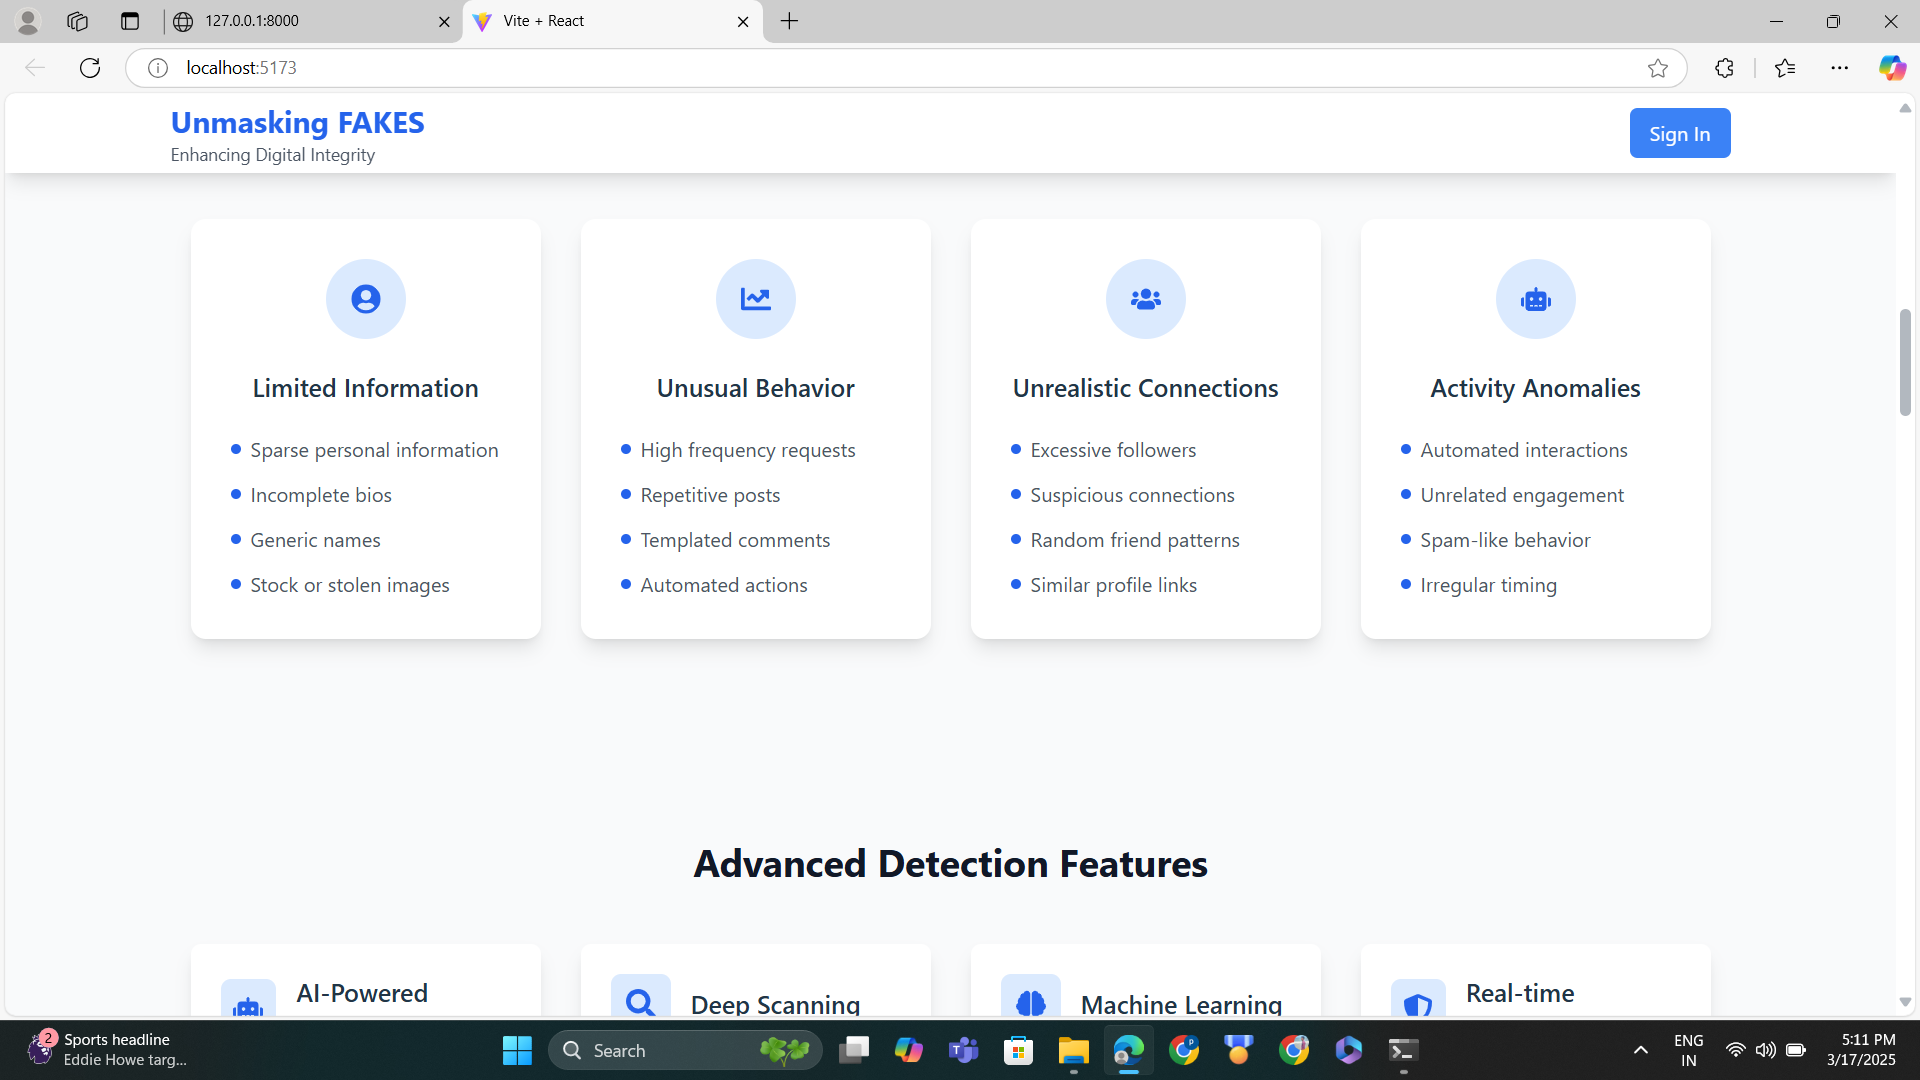 127.0.0.1:8000
Vite + React
localhost:5173
Unmasking FAKES
Enhancing Digital Integrity
Sign In
Limited Information
Sparse personal information
Incomplete bios
Generic names
Stock or stolen images
Unusual Behavior
High frequency requests
Repetitive posts
Templated comments
Automated actions
Unrealistic Connections
Excessive followers
Suspicious connections
Random friend patterns
Similar profile links
Activity Anomalies
Automated interactions
Unrelated engagement
Spam-like behavior
Irregular timing
Advanced Detection Features
AI-Powered
Deep Scanning
Machine Learning
Real-time
2
Sports headline
Eddie Howe targ...
Search
ENG
IN
5:11 PM
3/17/2025